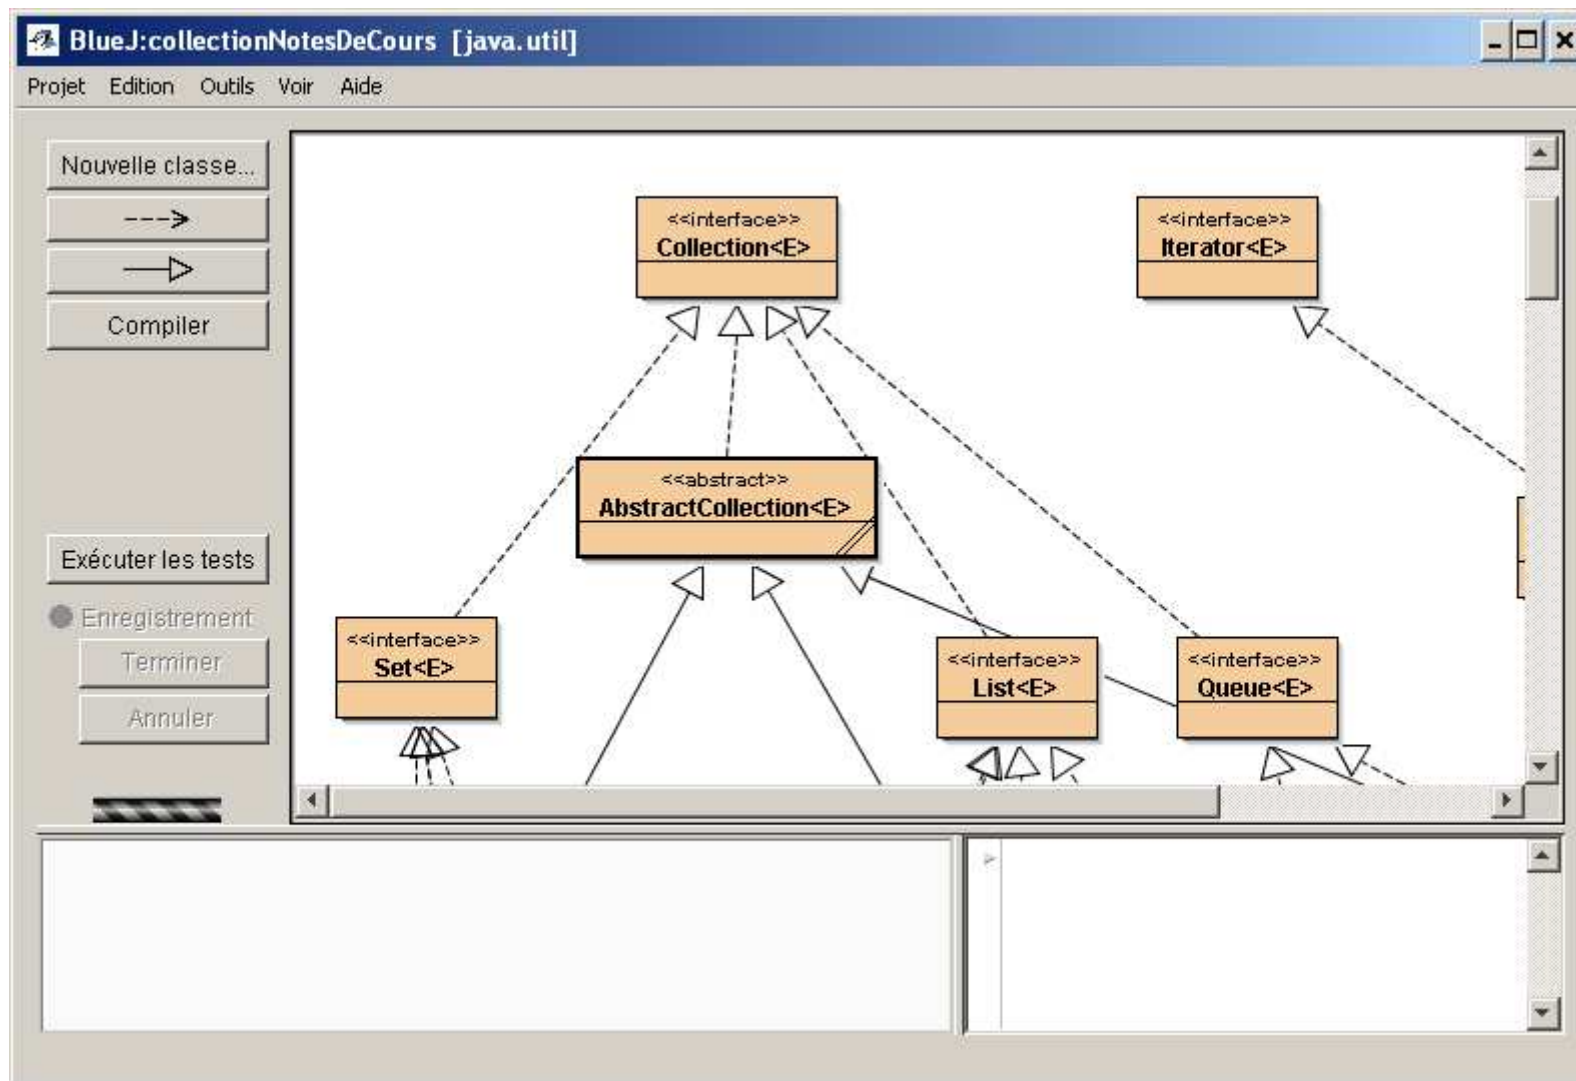 BlueJ:collectionNotesDeCours [java.util]
Projet Edition Outils Voir Aide
Nouvelle classe...
Compiler
Exécuter les tests
Enregistrement
Terminer
Annuler
<<interface>>
Collection<E>
<<interface>>
Iterator<E>
<<abstract>>
AbstractCollection<E>
<<interface>>
Set<E>
<<interface>>
List<E>
<<interface>>
Queue<E>